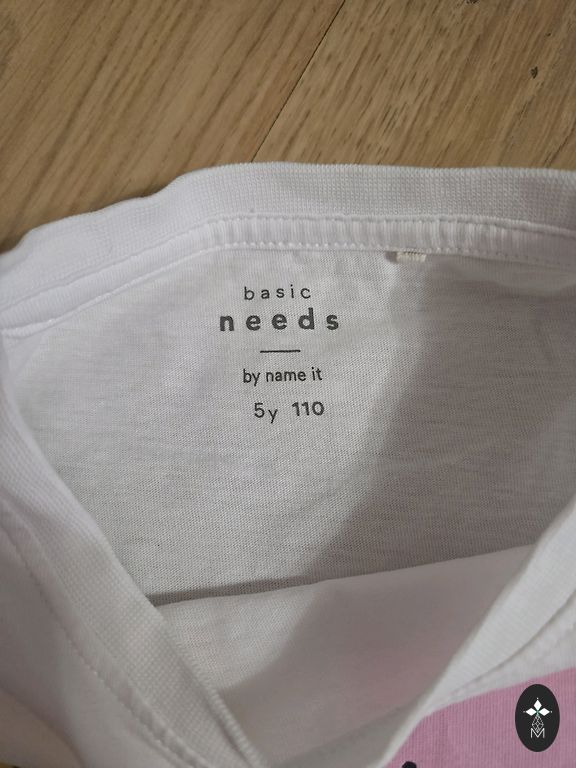 basic
needs
by name it
5y 110
M